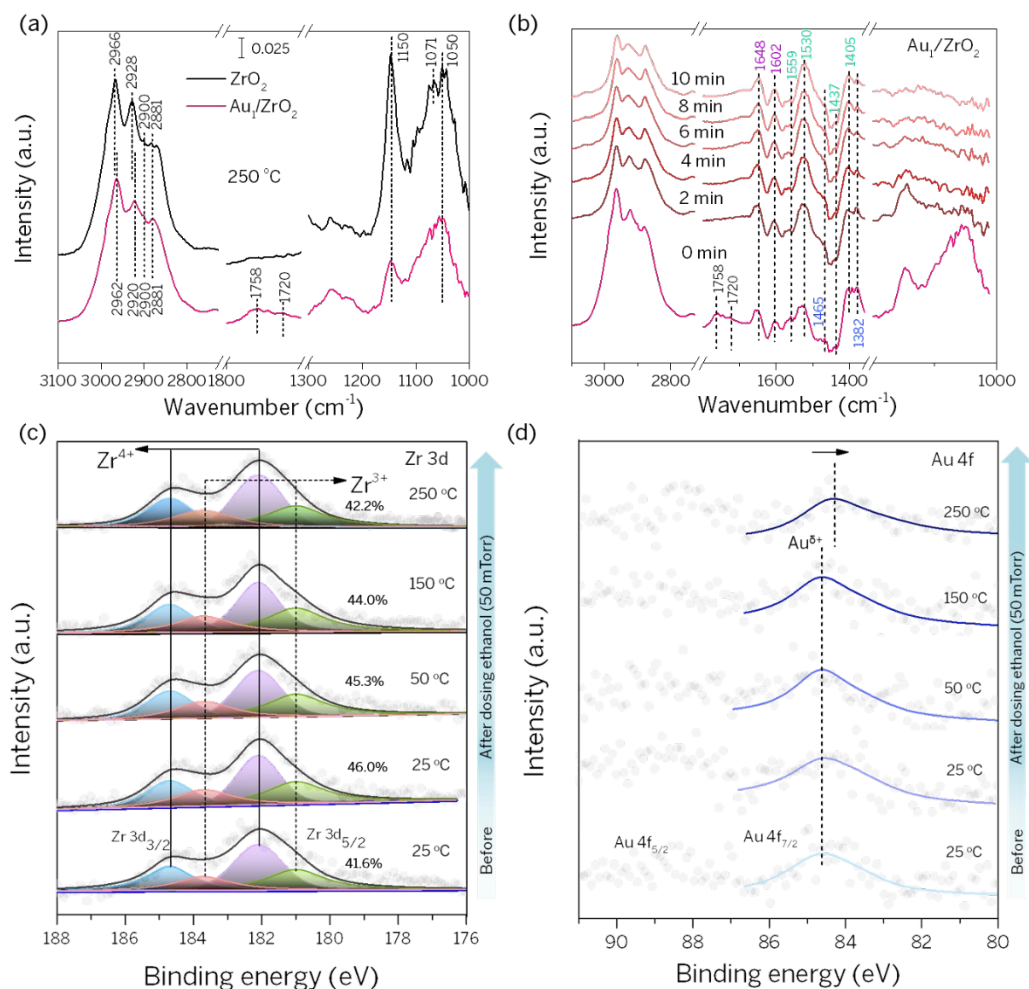 (a)
2966
2928
2900
2881
0.025
ZrO2
Au1/ZrO2
250 °C
1150
1071
1050
2962
2920
2900
2881
1758
1720
Intensity (a.u.)
3100 3000 2900 2800 1800 1300 1200 1100 1000
Wavenumber (cm-1)
(b)
1648
1602
1559
1530
1437
1405
Au1/ZrO2
10 min
8 min
6 min
4 min
2 min
0 min
1758
1720
1465
1382
Intensity (a.u.)
3000 2800 1600 1400 1000
Wavenumber (cm-1)
(c)
Zr4+
Zr 3d
Zr3+
250 °C
42.2%
150 °C
44.0%
50 °C
45.3%
25 °C
46.0%
Zr 3d3/2
Zr 3d5/2
25 °C
41.6%
Intensity (a.u.)
188 186 184 182 180 178 176
Binding energy (eV)
After dosing ethanol (50 mTorr)
Before
(d)
Au 4f
250 °C
Auδ+
150 °C
50 °C
25 °C
Au 4f5/2
Au 4f7/2
25 °C
Intensity (a.u.)
90 88 86 84 82 80
Binding energy (eV)
After dosing ethanol (50 mTorr)
Before